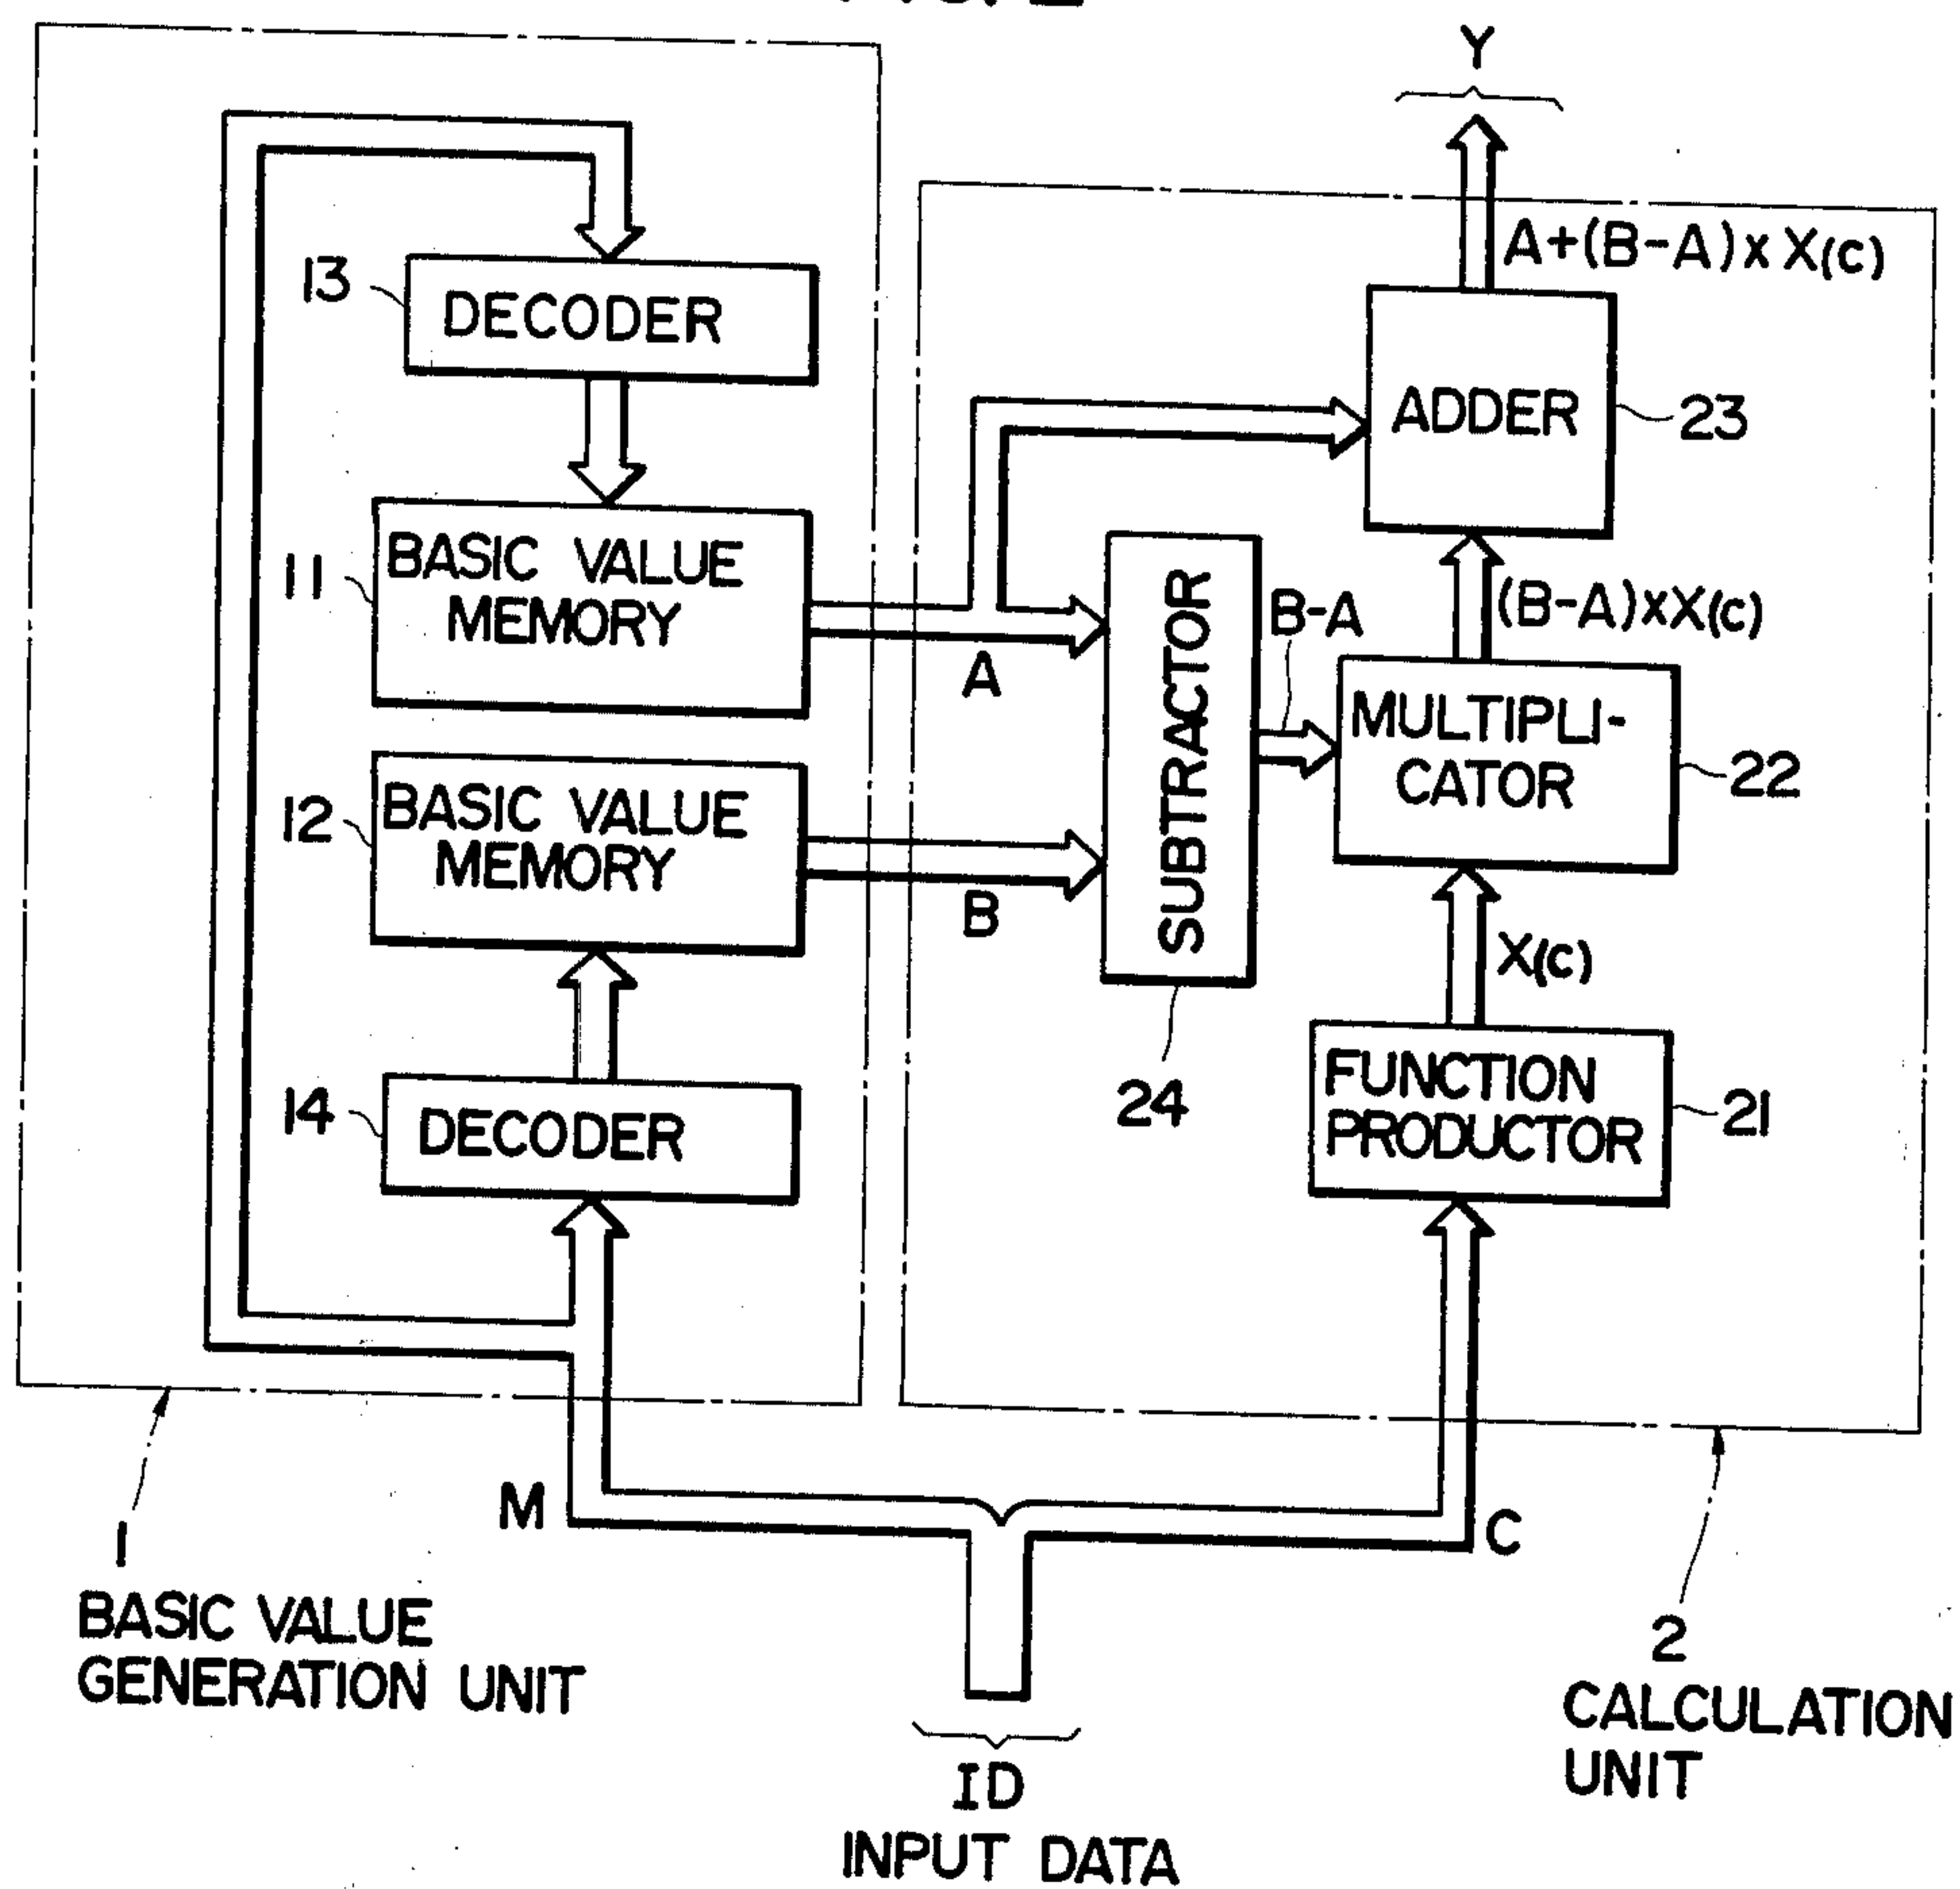 Y
A+(B-A)xX(c)
13
DECODER
ADDER
23
11
BASIC VALUE
MEMORY
A
SUBTRACTOR
B-A
(B-A)xX(c)
MULTIPLI-
CATOR
22
12
BASIC VALUE
MEMORY
B
X(c)
24
14
DECODER
FUNCTION
PRODUCTOR
21
M
C
1
BASIC VALUE
GENERATION UNIT
2
CALCULATION
UNIT
ID
INPUT DATA